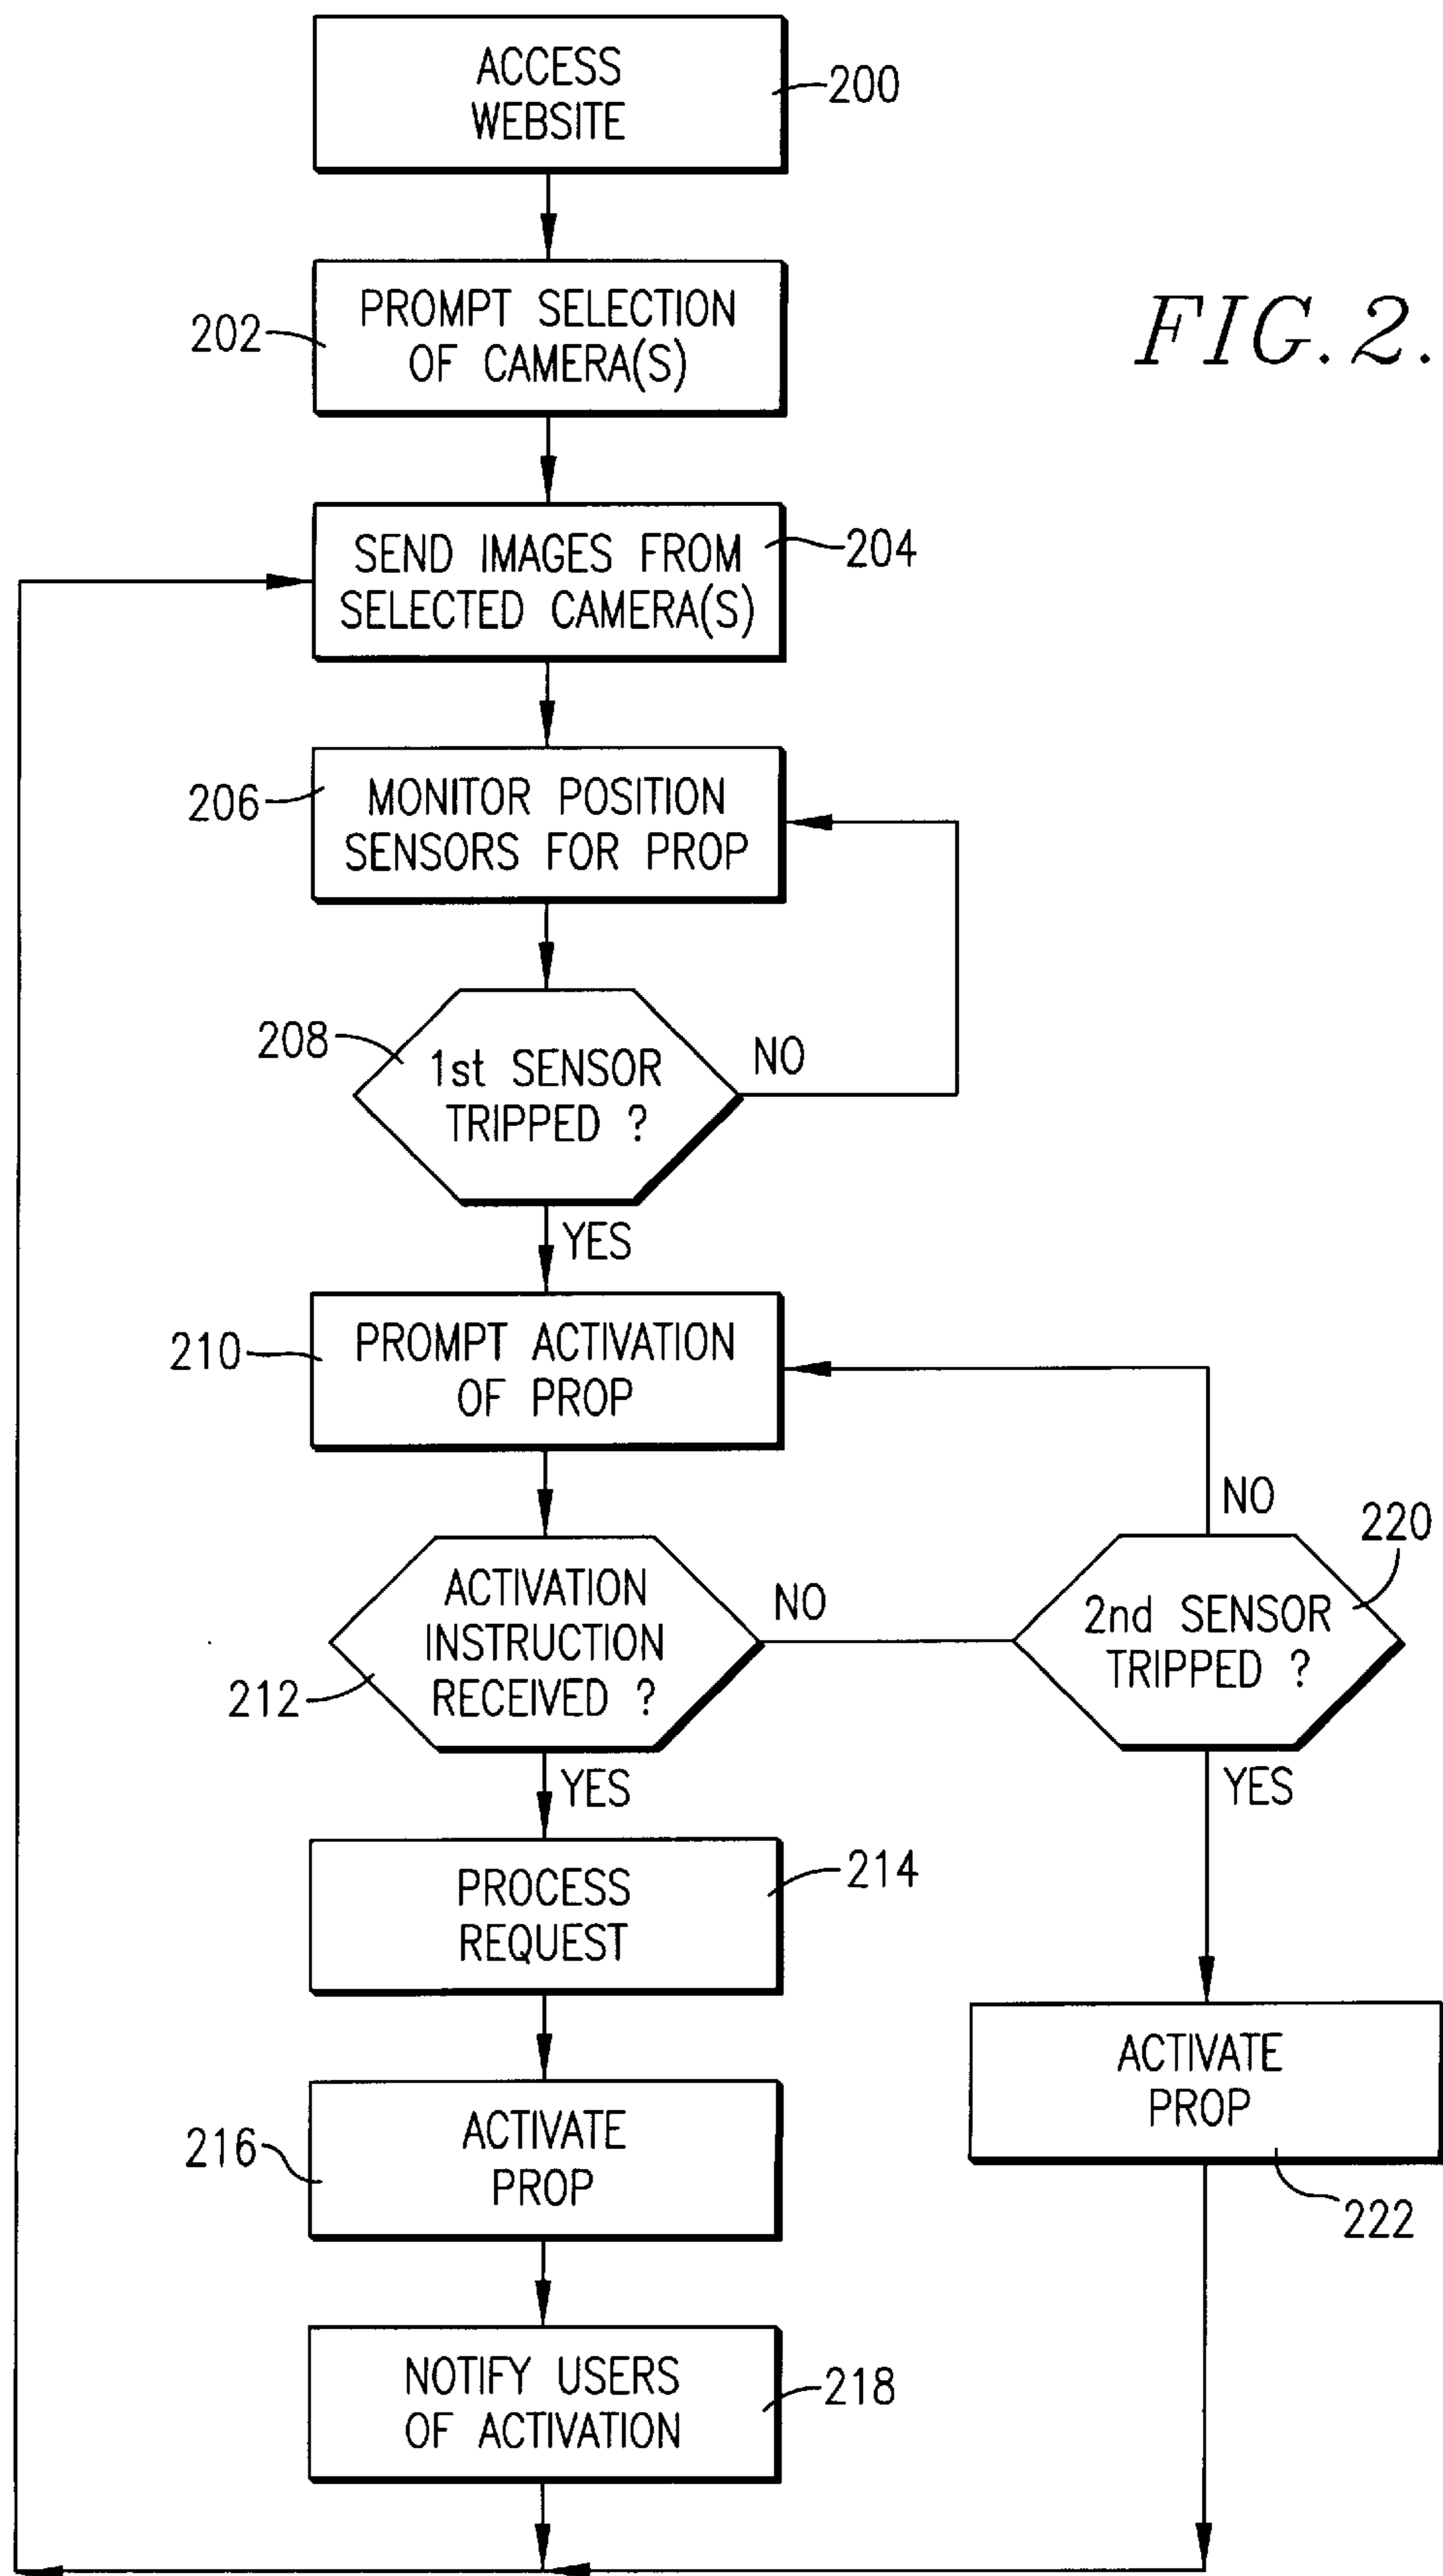 ACCESS
WEBSITE
200
PROMPT SELECTION
OF CAMERA(S)
202
FIG. 2.
SEND IMAGES FROM
SELECTED CAMERA(S)
204
MONITOR POSITION
SENSORS FOR PROP
206
1st SENSOR
TRIPPED ?
208
NO
YES
PROMPT ACTIVATION
OF PROP
210
ACTIVATION
INSTRUCTION
RECEIVED ?
212
NO
2nd SENSOR
TRIPPED ?
220
NO
YES
YES
PROCESS
REQUEST
214
ACTIVATE
PROP
216
ACTIVATE
PROP
222
NOTIFY USERS
OF ACTIVATION
218